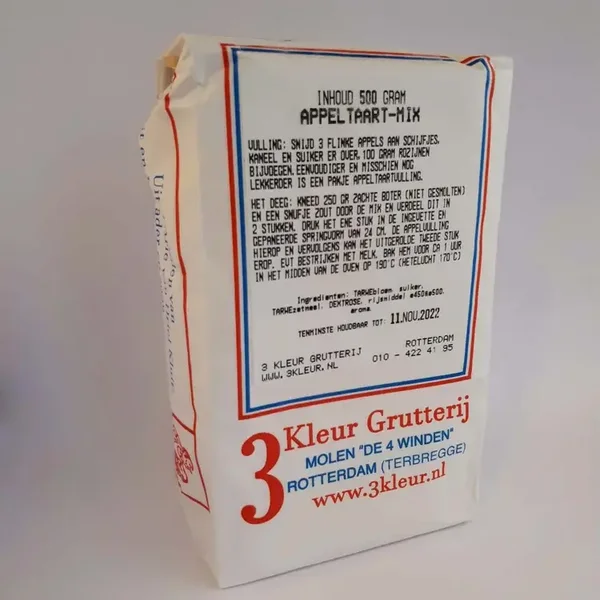 INHOUD 500 GRAM
APPELTAART-MIX
VULLING: SNIJD 3 FLINKE APPELS AAN SCHIJFJES.
KANEEL EN SUIKER ER OVER. 100 GRAM ROZIJNEN
BIJVOEGEN. EENVOUDIGER EN MISSCHIEN NOG
LEKKERDER IS EEN PAKJE APPELTAARTVULLING.
HET DEEG: KNEED 250 GR ZACHTE BOTER (NIET GESMOLTEN)
EN EEN SNUFJE ZOUT DOOR DE MIX EN VERDEEL DIT IN
2 STUKKEN. DRUK HET ENE STUK IN DE INGEVETTE EN
GEPANEERDE SPRINGVORM VAN 24 CM. DE APPELVULLING
HIEROP EN VERVOLGENS KAN HET UITGEROLDE TWEEDE STUK
EROP. EVT BESTRIJKEN MET MELK. BAK HEM VOOR CA 1 UUR
IN HET MIDDEN VAN DE OVEN OP 190°C (HETELUCHT 170°C)
Ingredienten: TARWEbloem, suiker,
TARWEzetmeel, DEXTROSE, rijsmiddel e450&e500,
aroma.
TENMINSTE HOUDBAAR TOT: 11.NOV.2022
3 KLEUR GRUTTERIJ ROTTERDAM
WWW.3KLEUR.NL 010 - 422 41 95
3 Kleur Grutterij
MOLEN "DE 4 WINDEN"
ROTTERDAM (TERBREGGE)
www.3kleur.nl